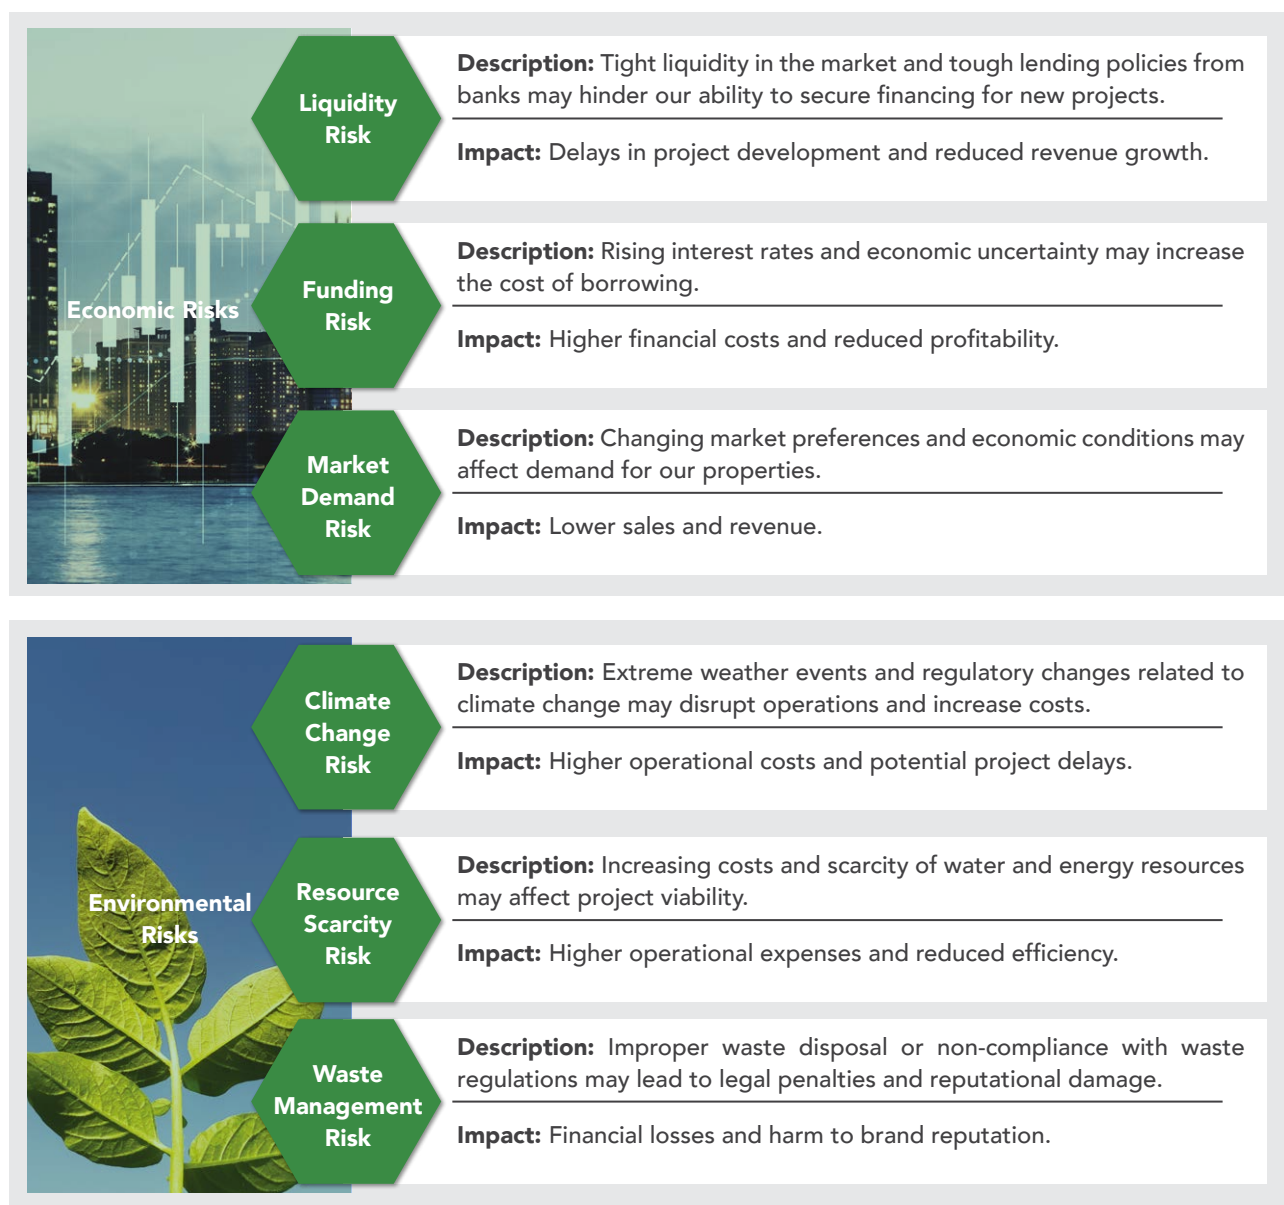 Economic Risks
Liquidity
Risk
Description: Tight liquidity in the market and tough lending policies from
banks may hinder our ability to secure financing for new projects.
Impact: Delays in project development and reduced revenue growth.
Funding
Risk
Description: Rising interest rates and economic uncertainty may increase
the cost of borrowing.
Impact: Higher financial costs and reduced profitability.
Market
Demand
Risk
Description: Changing market preferences and economic conditions may
affect demand for our properties.
Impact: Lower sales and revenue.
Environmental
Risks
Climate
Change
Risk
Description: Extreme weather events and regulatory changes related to
climate change may disrupt operations and increase costs.
Impact: Higher operational costs and potential project delays.
Resource
Scarcity
Risk
Description: Increasing costs and scarcity of water and energy resources
may affect project viability.
Impact: Higher operational expenses and reduced efficiency.
Waste
Management
Risk
Description: Improper waste disposal or non-compliance with waste
regulations may lead to legal penalties and reputational damage.
Impact: Financial losses and harm to brand reputation.